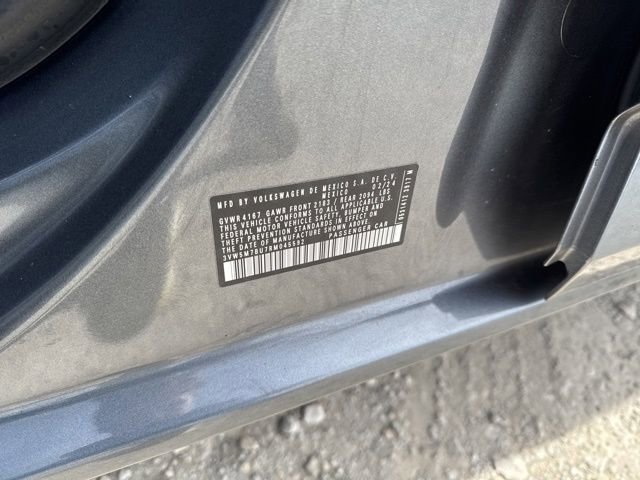 MFD BY VOLKSWAGEN DE MEXICO S.A. DE C.V.
MEXICO 02/24
GVWR4167 GAWR FRONT 2183 / REAR 2094 LBS
THIS VEHICLE CONFORMS TO ALL APPLICABLE U.S.
FEDERAL MOTOR VEHICLE SAFETY, BUMPER AND
THEFT PREVENTION STANDARDS IN EFFECT ON
THE DATE OF MANUFACTURE SHOWN ABOVE.
PASSENGER CAR